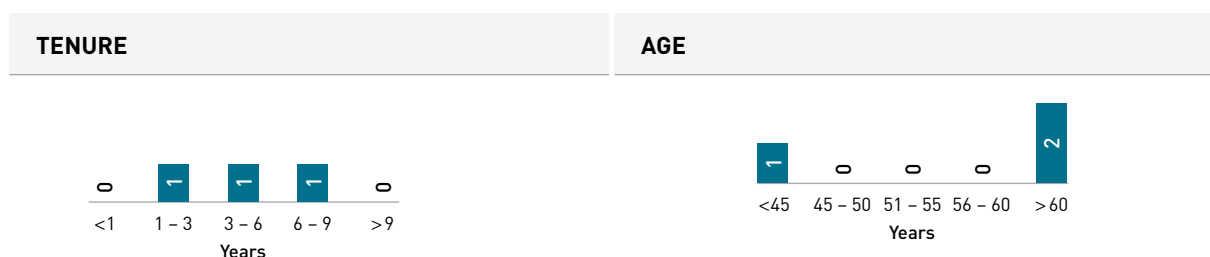 TENURE
0 1 1 1 0
<1 1 – 3 3 – 6 6 – 9 >9
Years
AGE
1 0 0 0 2
<45 45 – 50 51 – 55 56 – 60 >60
Years